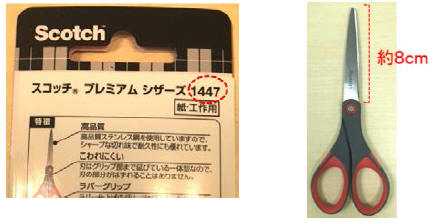 Scotch
スコッチ® プレミアム シザーズ 1447
紙・工作用
特徴
高品質
高品質ステンレス鋼を使用していますので、
シャープな切れ味で耐久性にも優れています。
こわれにくい
刃はグリップ部まで延びている一体型なので、
刃の部分がはずれることはありません。
ラバーグリップ
約8cm